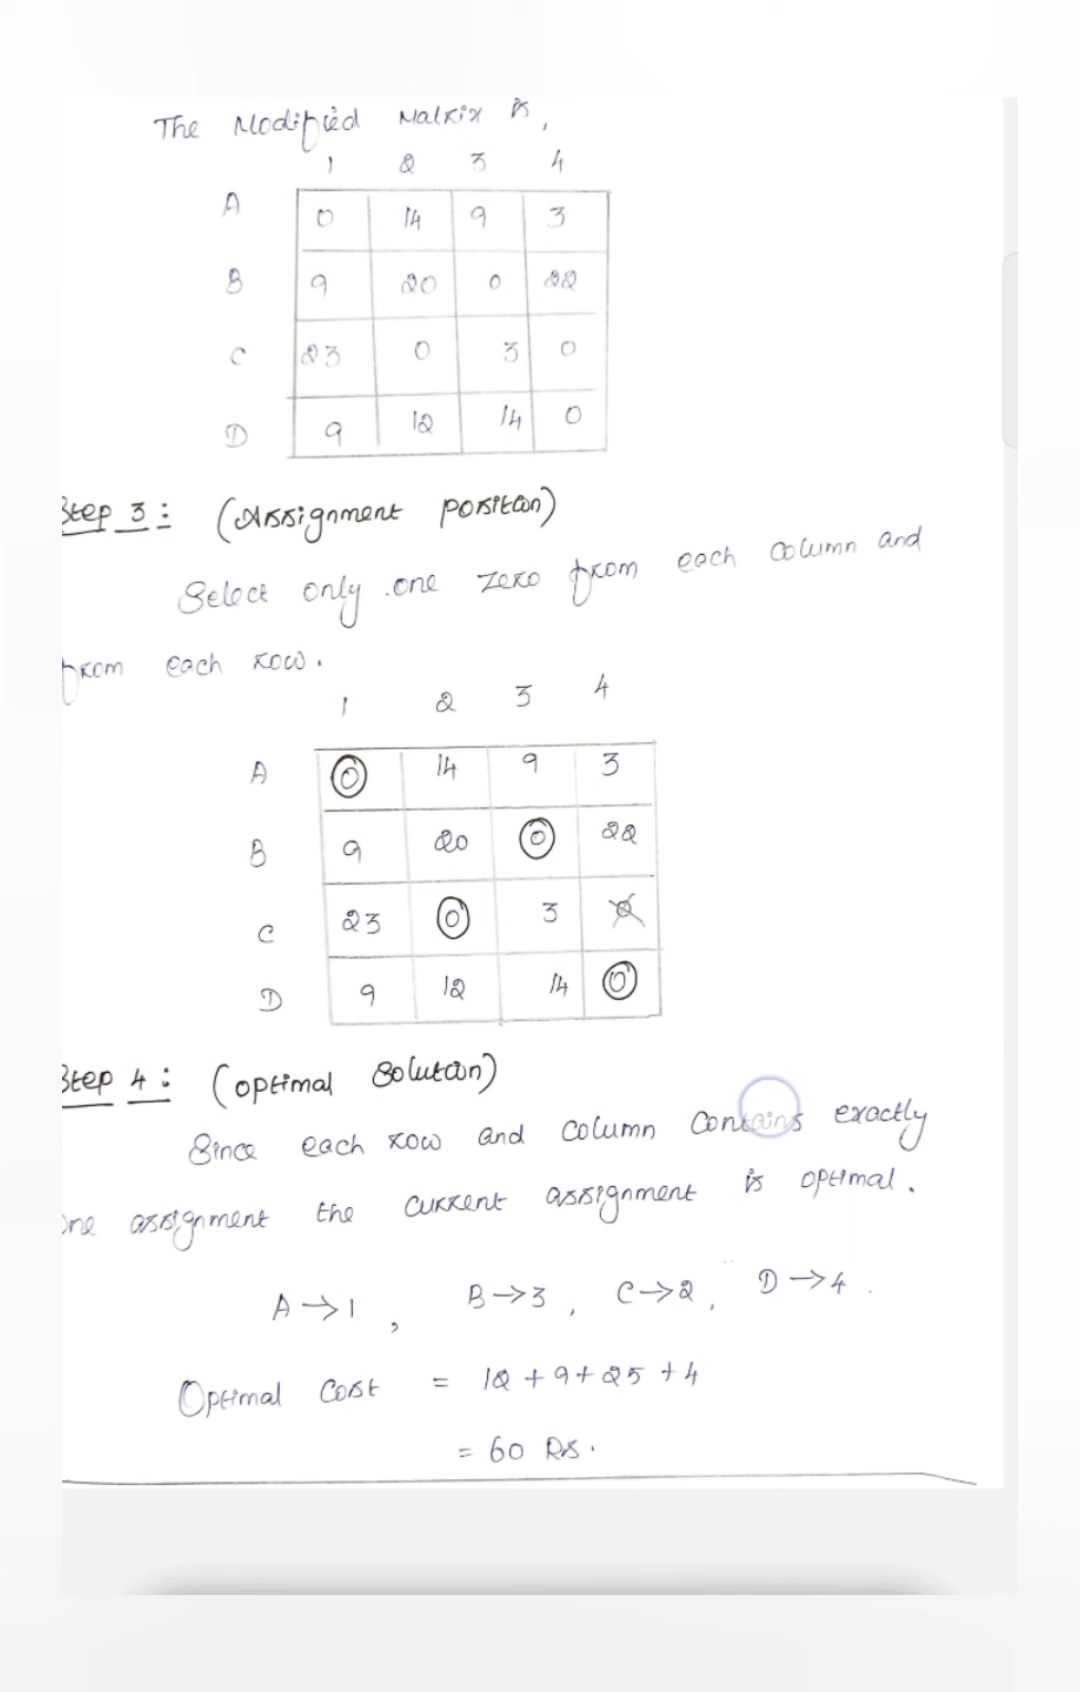 The Modified Matrix is,
1 2 3 4
A 0 14 9 3
B 9 20 0 22
C 23 0 3 0
D 9 12 14 0
Step 3 : (Assignment position)
Select only one zero from each column and
from each row.
1 2 3 4
A 0 14 9 3
B 9 20 0 22
C 23 0 3 0
D 9 12 14 0
Step 4 : (optimal Solution)
Since each row and column contains exactly
one assignment the current assignment is optimal.
A → 1 , B → 3 , C → 2 , D → 4 .
Optimal Cost = 12 + 9 + 25 + 4
= 60 Rs.